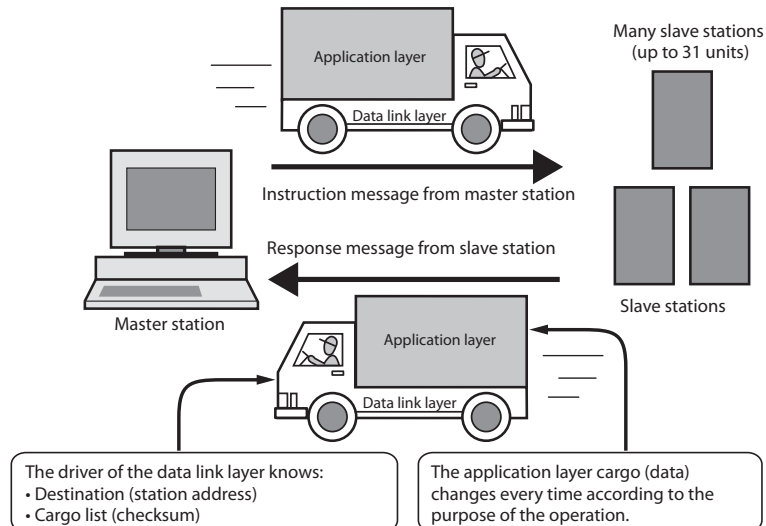 Application layer
Data link layer
Many slave stations
(up to 31 units)
Instruction message from master station
Response message from slave station
Master station
Slave stations
Application layer
Data link layer
The driver of the data link layer knows:
• Destination (station address)
• Cargo list (checksum)
The application layer cargo (data)
changes every time according to the
purpose of the operation.